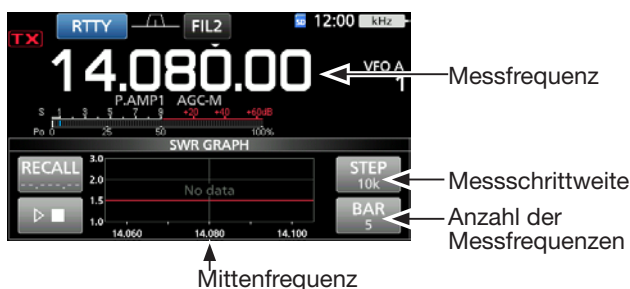 RTTY FIL2 12:00 kHz
TX
14.080.00 VFO A
1
Messfrequenz
P.AMP1 AGC-M
S 1 3 5 7 9 +20 +40 +60dB
Po 0 25 50 100%
SWR GRAPH
RECALL
--.---.--
3.0
2.0
1.5
1.0
No data
14.060 14.080 14.100
STEP
10k
Messschrittweite
BAR
5
Anzahl der
Messfrequenzen
Mittenfrequenz